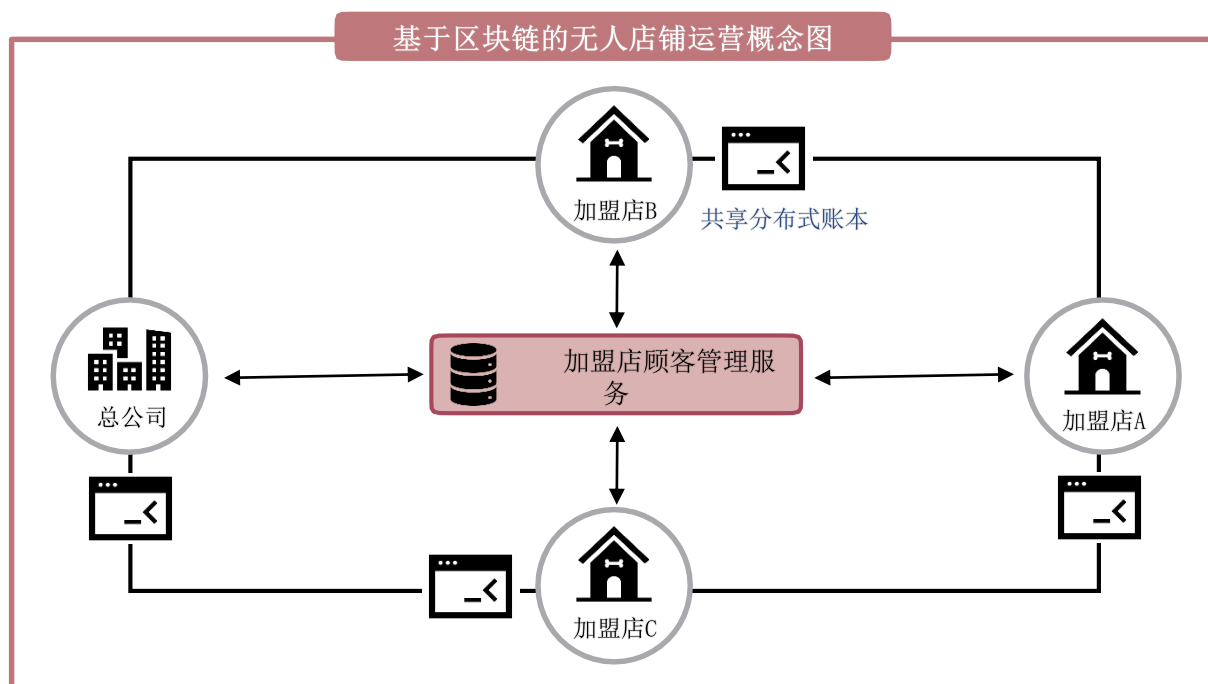 基于区块链的无人店铺运营概念图
加盟店B
共享分布式账本
加盟店顾客管理服
务
总公司
加盟店A
加盟店C